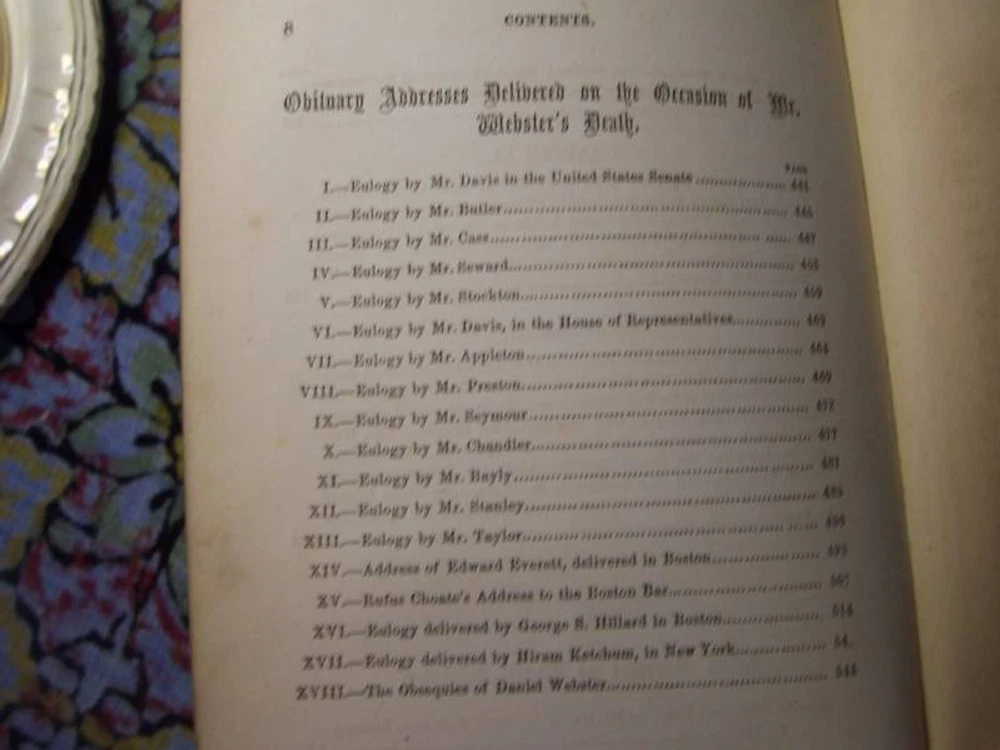 8 CONTENTS.
Obituary Addresses Delivered on the Occasion of Mr.
Webster's Death.
I.—Eulogy by Mr. Davis in the United States Senate
II.—Eulogy by Mr. Butler
III.—Eulogy by Mr. Cass
IV.—Eulogy by Mr. Seward
V.—Eulogy by Mr. Stockton
VI.—Eulogy by Mr. Davis, in the House of Representatives
VII.—Eulogy by Mr. Appleton
VIII.—Eulogy by Mr. Preston
IX.—Eulogy by Mr. Seymour
X.—Eulogy by Mr. Chandler
XI.—Eulogy by Mr. Bayly
XII.—Eulogy by Mr. Stanley
XIII.—Eulogy by Mr. Taylor
XIV.—Address of Edward Everett, delivered in Boston
XV.—Rufus Choate's Address to the Boston Bar
XVI.—Eulogy delivered by George S. Hillard in Boston
XVII.—Eulogy delivered by Hiram Ketchum, in New York
XVIII.—The Obsequies of Daniel Webster